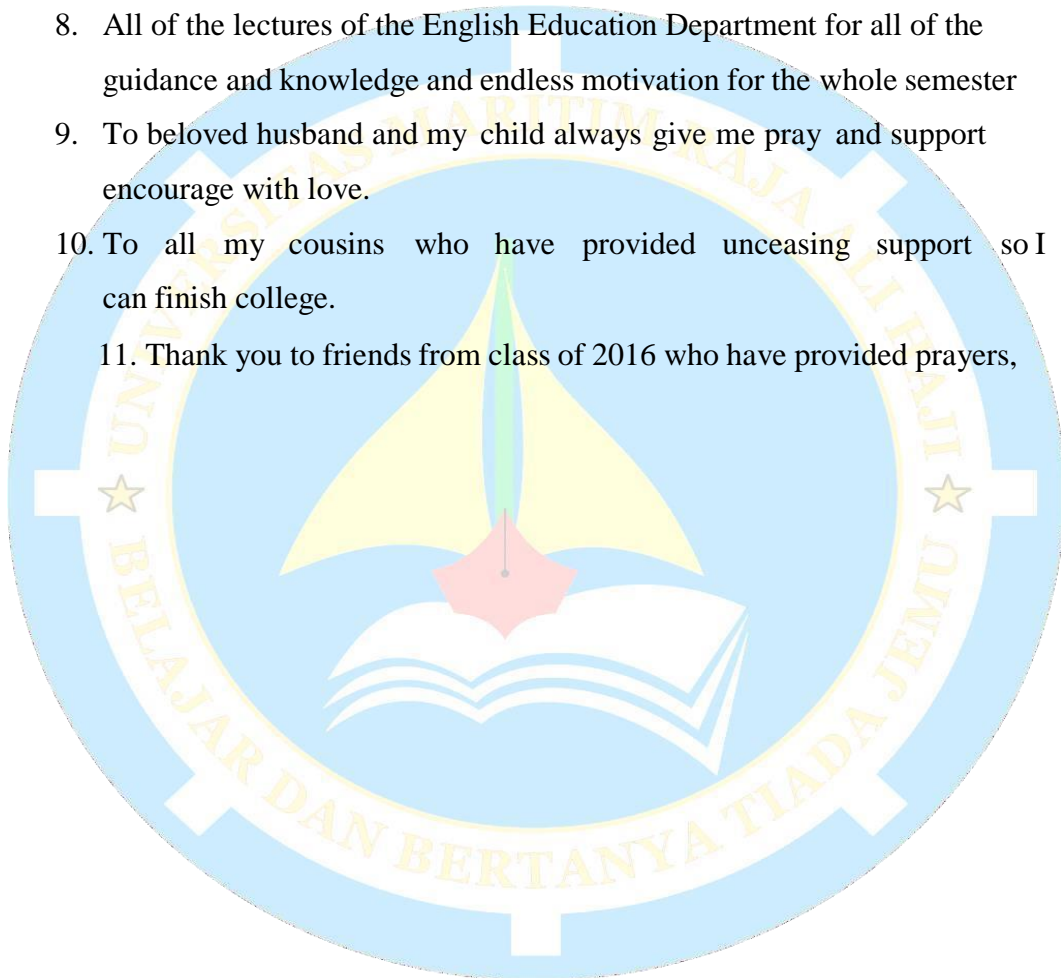 8. All of the lectures of the English Education Department for all of the
guidance and knowledge and endless motivation for the whole semester
9. To beloved husband and my child always give me pray and support
encourage with love.
10. To all my cousins who have provided unceasing support so I
can finish college.
11. Thank you to friends from class of 2016 who have provided prayers,
UNIVERSITAS MARITIM RAJA ALI HAJI
BELAJAR DAN BERTANYA TIADA JEMU